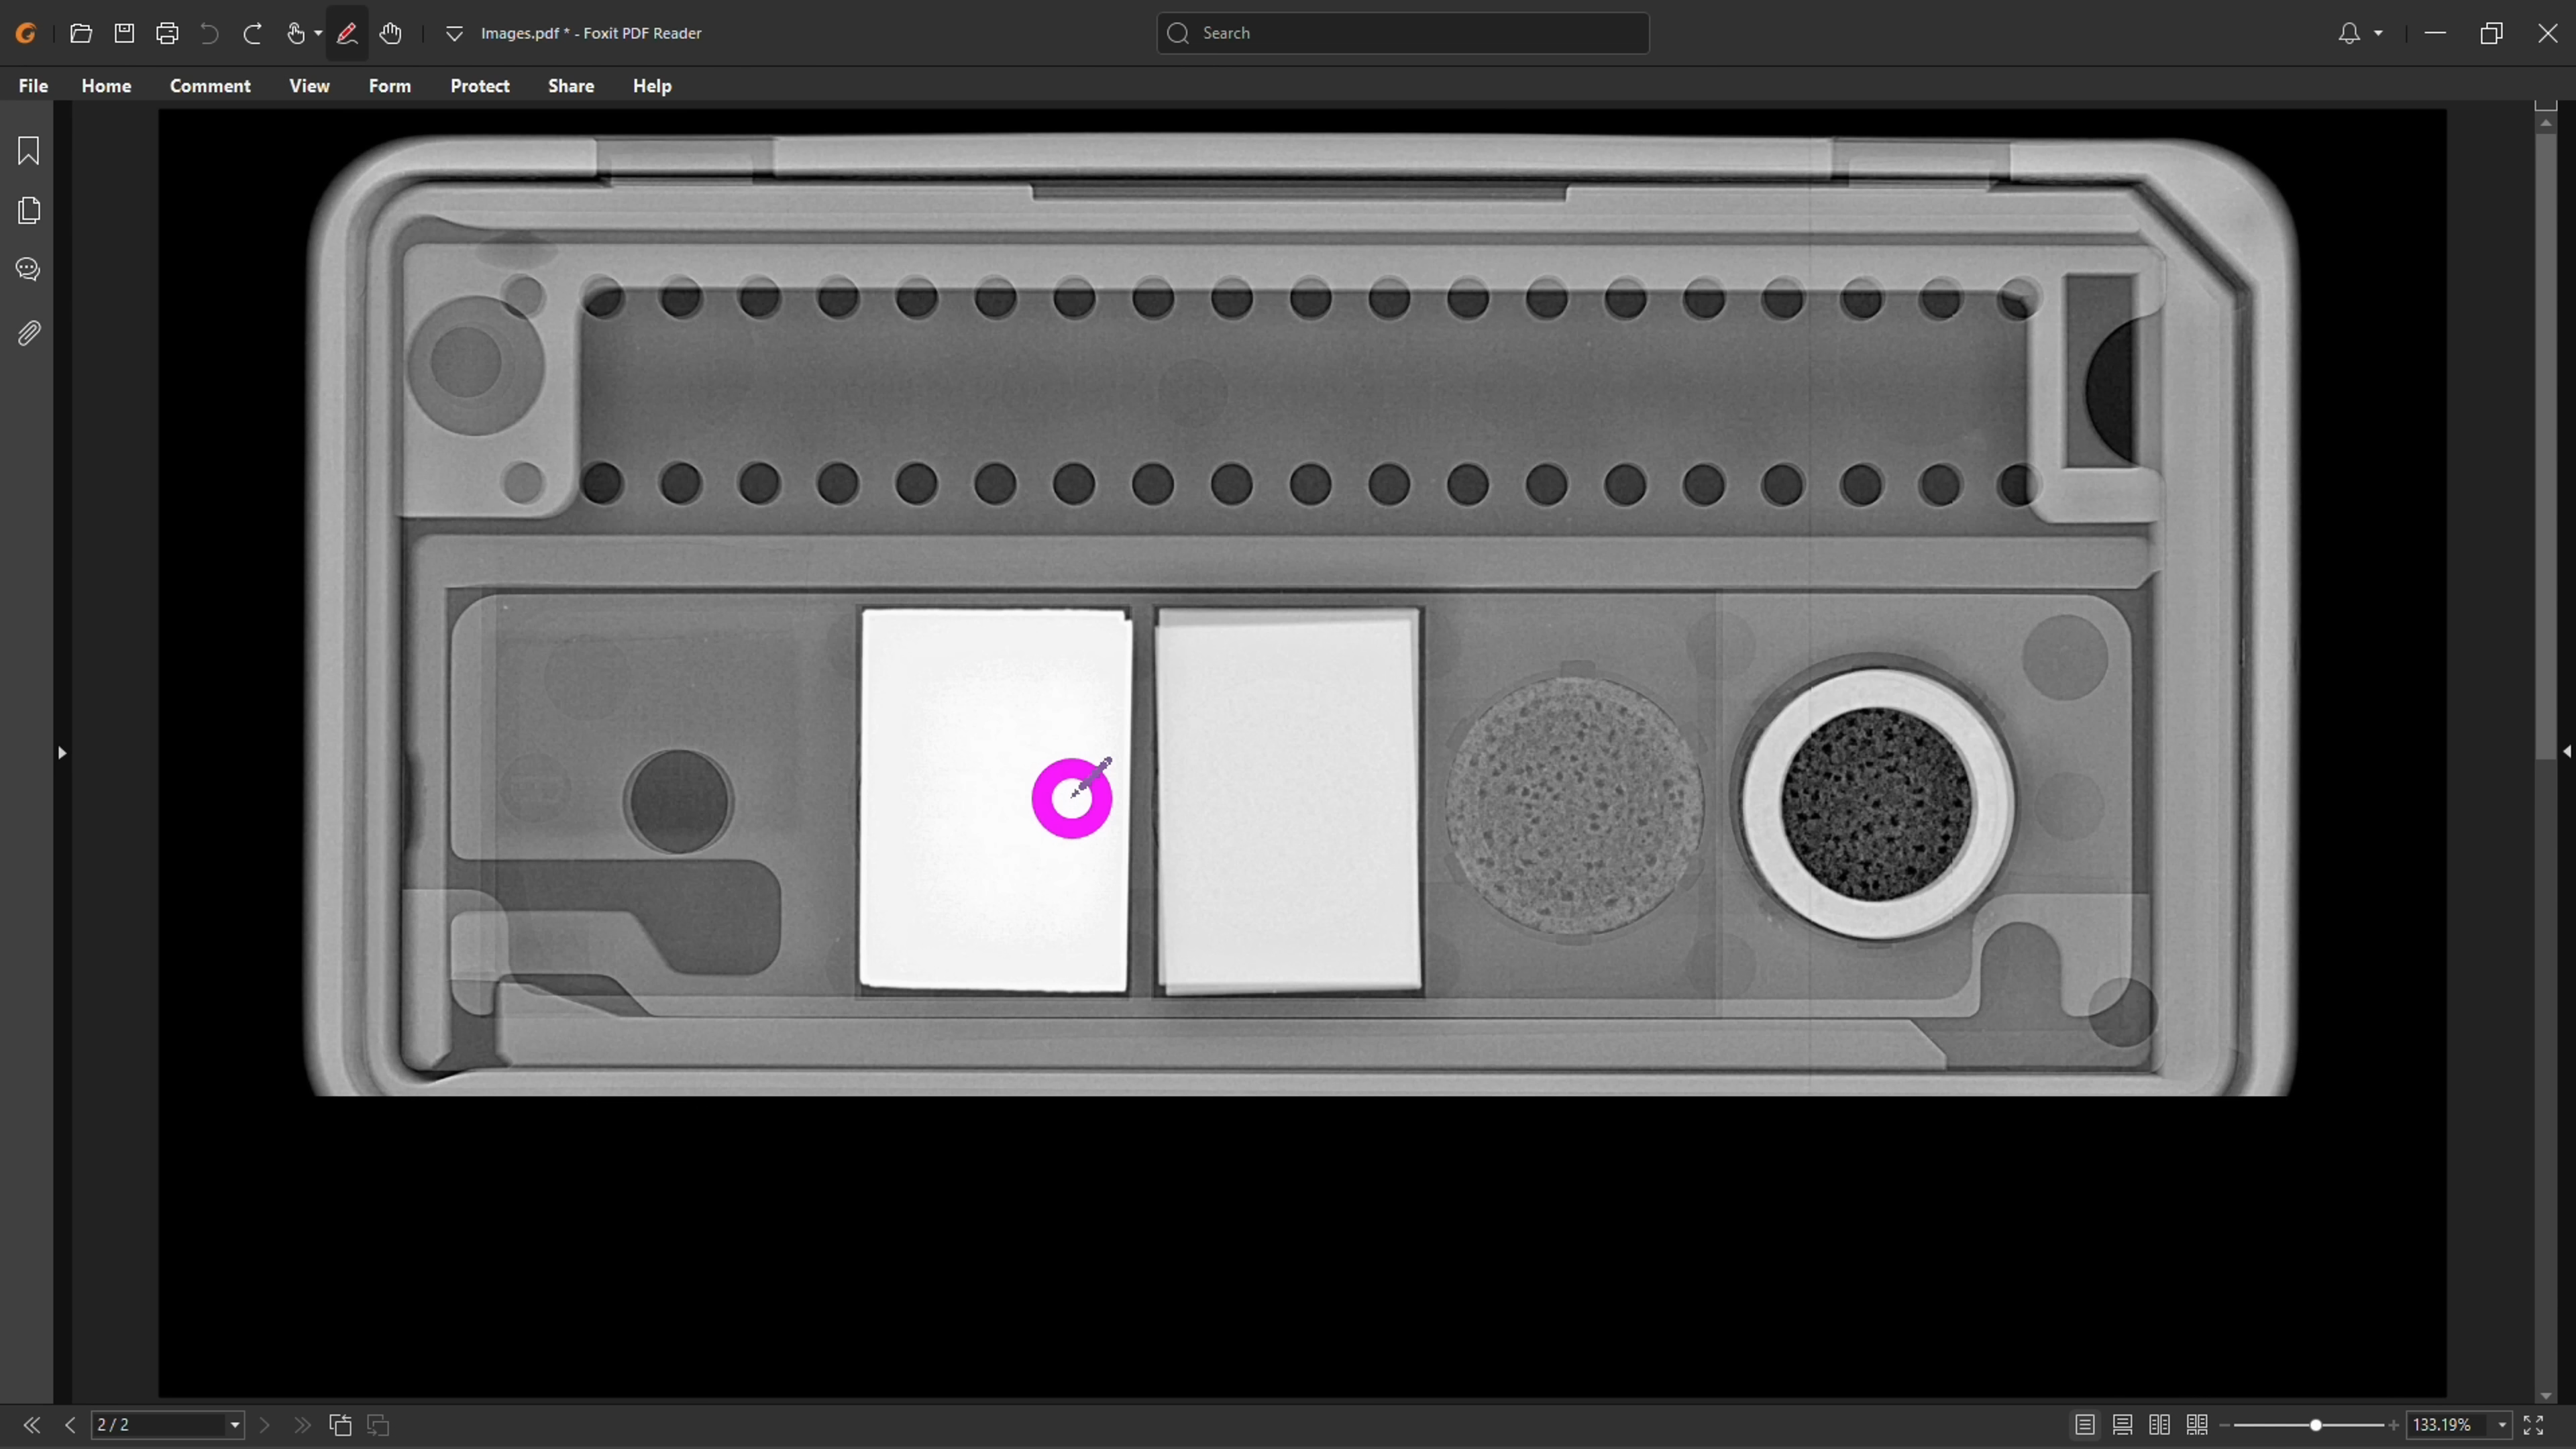 Images.pdf * - Foxit PDF Reader
Search
File Home Comment View Form Protect Share Help
2 / 2
133.19%